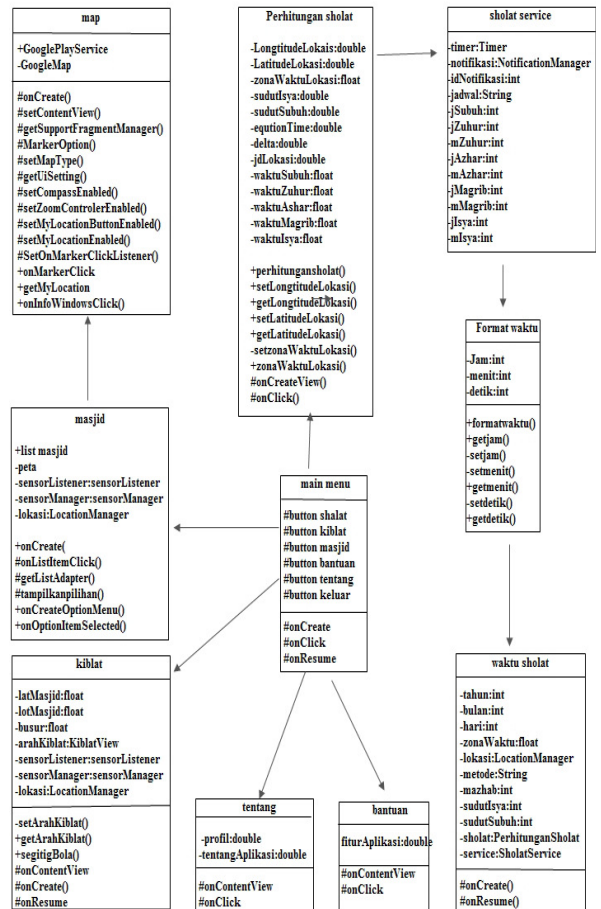 map
+GooglePlayService
-GoogleMap
#onCreate()
#setContentView()
#getSupportFragmentManager()
#MarkerOption()
#setMapType()
#getUiSetting()
#setCompassEnabled()
#setZoomControlerEnabled()
#setMyLocationButtonEnabled()
#setMyLocationEnabled()
#SetOnMarkerClickListener()
+onMarkerClick
+getMyLocation
+onInfoWindowsClick()
Perhitungan sholat
-LongtitudeLokais:double
-LatitudeLokasi:double
-zonaWaktuLokasi:float
-sudutIsya:double
-sudutSubuh:double
-eqution​Time:double
-delta:double
-jdLokasi:double
-waktuSubuh:float
-waktuZuhur:float
-waktuAshar:float
-waktuMagrib:float
-waktuIsya:float
+perhitungansholat()
+setLongtitudeLokasi()
+getLongtitudeLokasi()
+setLatitudeLokasi()
+getLatitudeLokasi()
-setzonaWaktuLokasi()
+zonaWaktuLokasi()
#onCreateView()
#onClick()
sholat service
-timer:Timer
-notifikasi:NotificationManager
-idNotifikasi:int
-jadwal:String
-jSubuh:int
-jZuhur:int
-mZuhur:int
-jAzhar:int
-mAzhar:int
-jMagrib:int
-mMagrib:int
-jIsya:int
-mIsya:int
Format waktu
-Jam:int
-menit:int
-detik:int
+formatwaktu()
+getjam()
-setjam()
-setmenit()
+getmenit()
-setdetik()
+getdetik()
masjid
+list masjid
-peta
-sensorListener:sensorListener
-sensorManager:sensorManager
-lokasi:LocationManager
+onCreate(
#onListItemClick()
#getListAdapter()
#tampilkanpilihan()
+onCreateOptionMenu()
+onOptionItemSelected()
main menu
#button shalat
#button kiblat
#button masjid
#button bantuan
#button tentang
#button keluar
#onCreate
#onClick
#onResume
kiblat
-latMasjid:float
-lotMasjid:float
-busur:float
-arahKiblat:KiblatView
-sensorListener:sensorListener
-sensorManager:sensorManager
-lokasi:LocationManager
-setArahKiblat()
+getArahKiblat()
+segitigBola()
#onContentView
#onCreate()
#onResume
tentang
-profil:double
-tentangAplikasi:double
#onContentView
#onClick
bantuan
fiturAplikasi:double
#onContentView
#onClick
waktu sholat
-tahun:int
-bulan:int
-hari:int
-zonaWaktu:float
-lokasi:LocationManager
-metode:String
-mazhab:int
-sudutIsya:int
-sudutSubuh:int
-sholat:PerhitunganSholat
-service:SholatService
#onCreate()
#onResume()